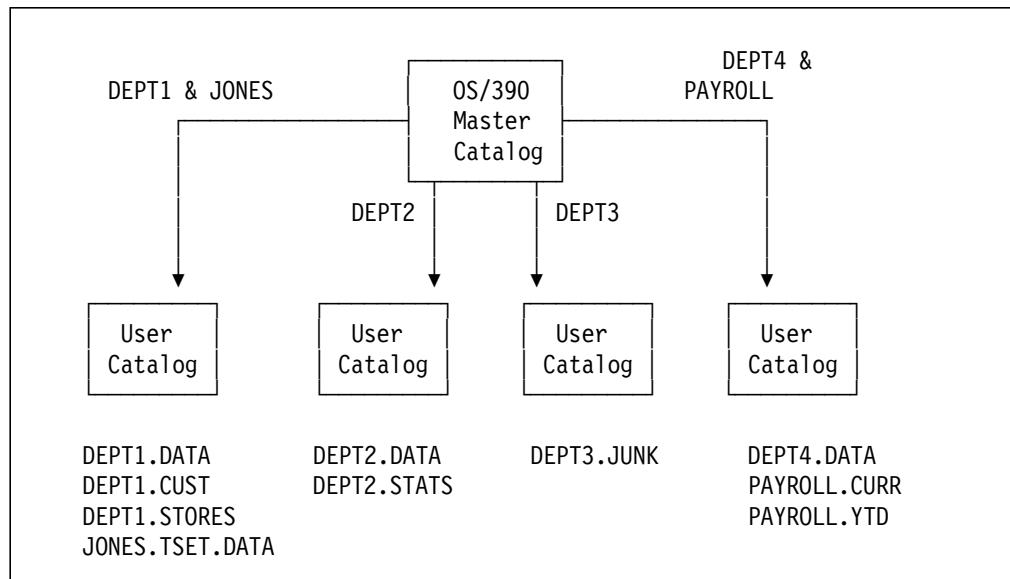 DEPT4 &
DEPT1 & JONES
OS/390
PAYROLL
Master
Catalog
DEPT2
DEPT3
User
Catalog
User
Catalog
User
Catalog
User
Catalog
DEPT1.DATA
DEPT1.CUST
DEPT1.STORES
JONES.TSET.DATA
DEPT2.DATA
DEPT2.STATS
DEPT3.JUNK
DEPT4.DATA
PAYROLL.CURR
PAYROLL.YTD